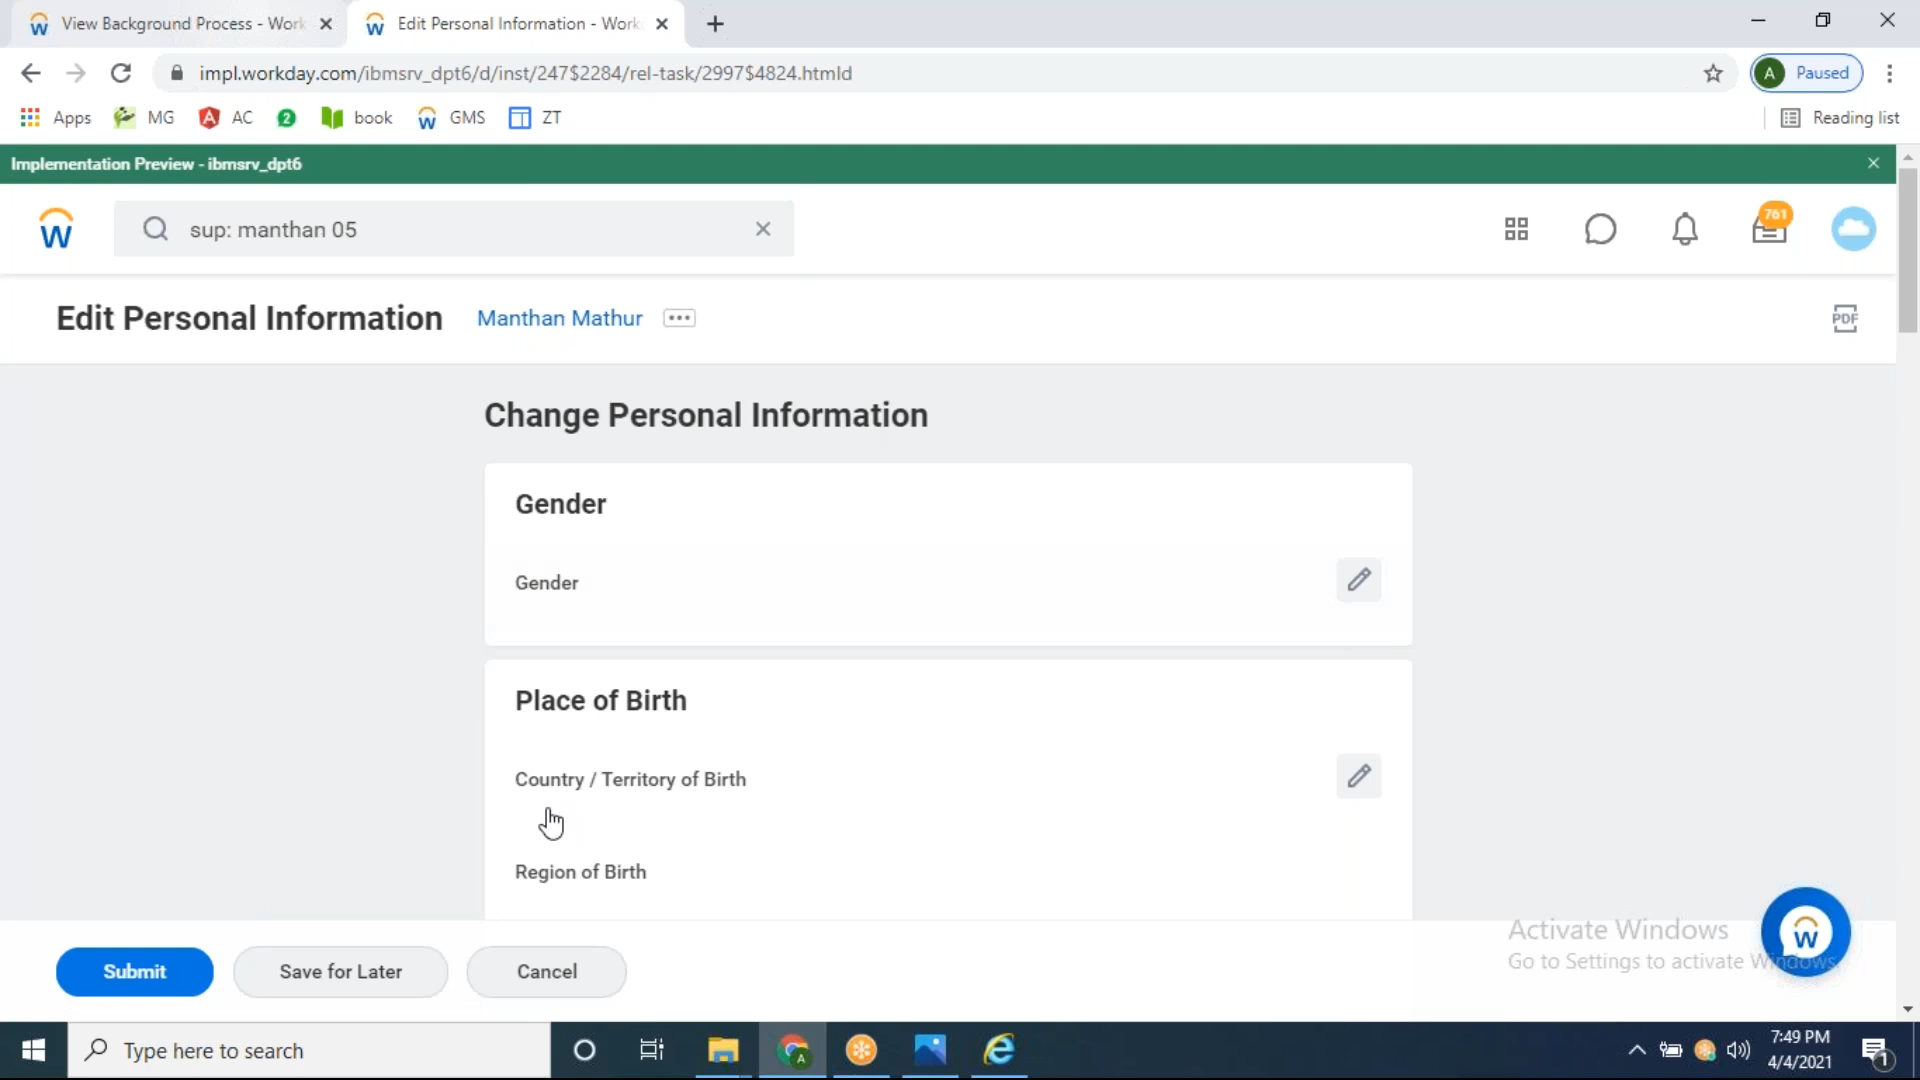 View Background Process - Work
Edit Personal Information - Work
impl.workday.com/ibmsrv_dpt6/d/inst/247$2284/rel-task/2997$4824.htmld
A Paused
Apps MG AC 2 book GMS ZT Reading list
Implementation Preview - ibmsrv_dpt6
sup: manthan 05
761
Edit Personal Information Manthan Mathur
PDF
Change Personal Information
Gender
Gender
Place of Birth
Country / Territory of Birth
Region of Birth
Activate Windows
Go to Settings to activate Windows.
Submit Save for Later Cancel
Type here to search
7:49 PM
4/4/2021
1